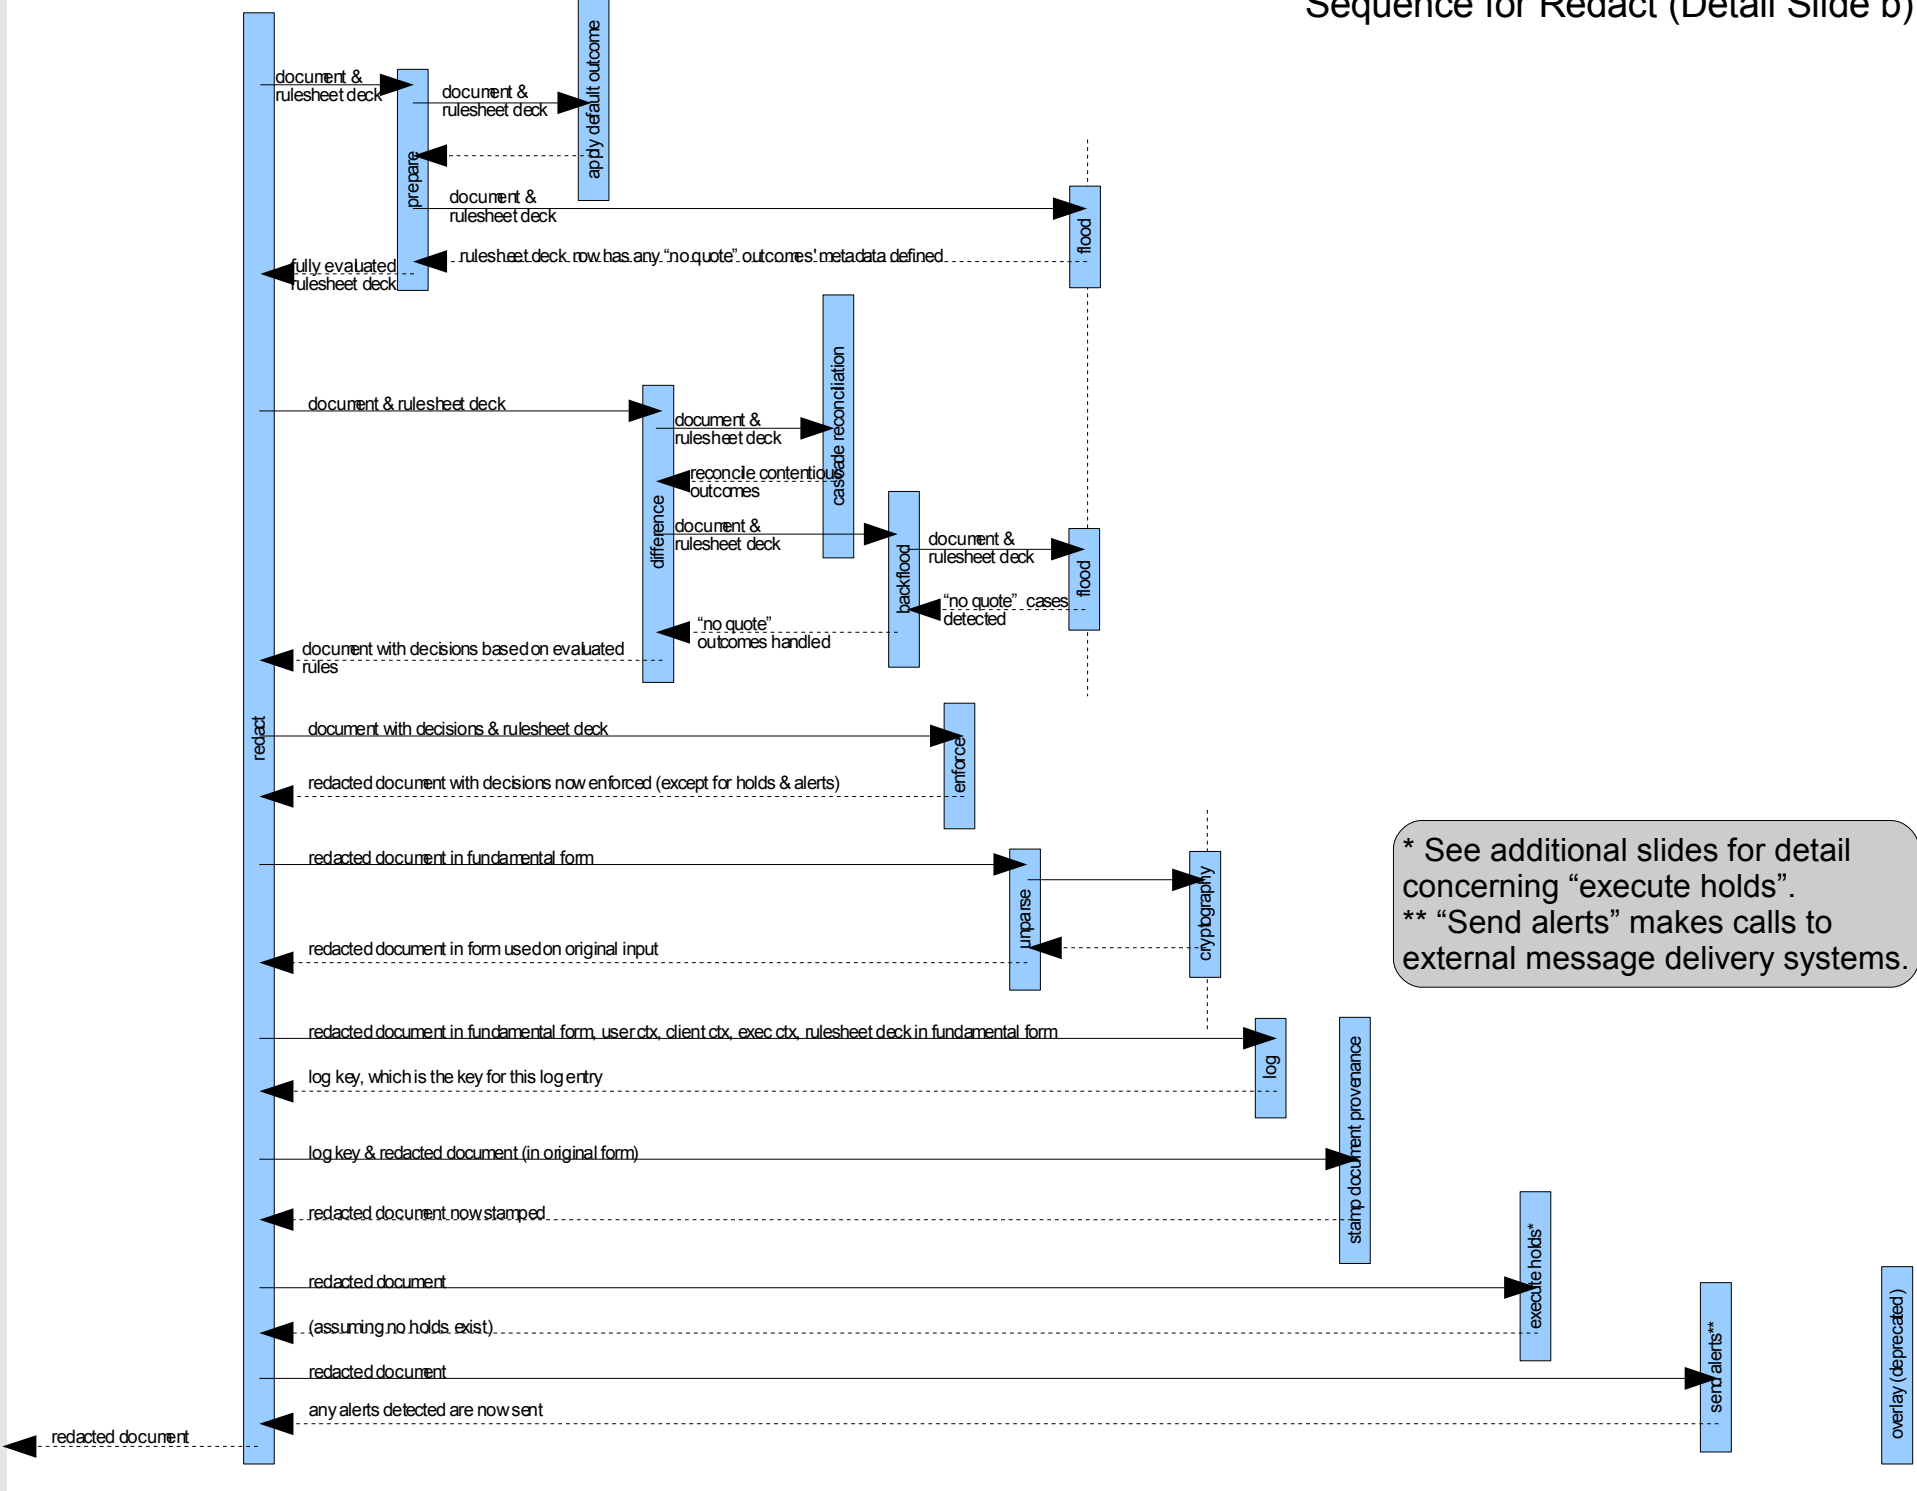 Sequence for Redact (Detail Slide b)
document &
rulesheet deck
document &
rulesheet deck
apply default outcome
prepare
document &
rulesheet deck
flood
rulesheet deck now has any “no quote” outcomes' metadata defined
fully evaluated
rulesheet deck
cascade reconciliation
document & rulesheet deck
document &
rulesheet deck
reconcile contentious
outcomes
difference
document &
rulesheet deck
backflood
document &
rulesheet deck
flood
“no quote” cases
detected
“no quote”
outcomes handled
document with decisions based on evaluated
rules
redact
document with decisions & rulesheet deck
enforce
redacted document with decisions now enforced (except for holds & alerts)
redacted document in fundamental form
unparse
cryptography
redacted document in form used on original input
* See additional slides for detail
concerning “execute holds”.
** “Send alerts” makes calls to
external message delivery systems.
redacted document in fundamental form, user ctx, client ctx, exec ctx, rulesheet deck in fundamental form
log
stamp document provenance
log key, which is the key for this log entry
log key & redacted document (in original form)
redacted document now stamped
execute holds*
redacted document
(assuming no holds exist)
send alerts**
overlay (deprecated)
redacted document
any alerts detected are now sent
redacted document